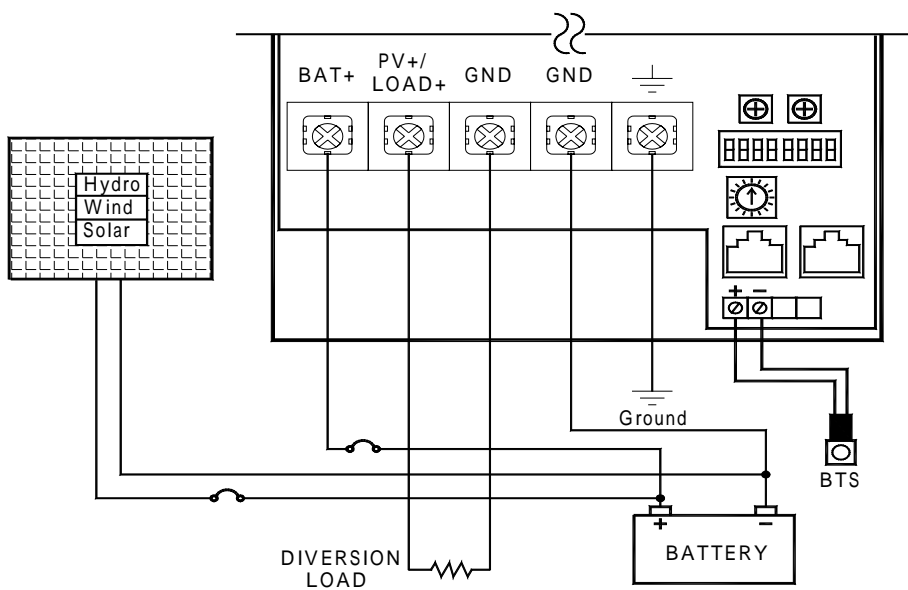 BAT+
PV+/
LOAD+
GND
GND
Hydro
Wind
Solar
+ −
Ground
BTS
+ −
BATTERY
DIVERSION
LOAD